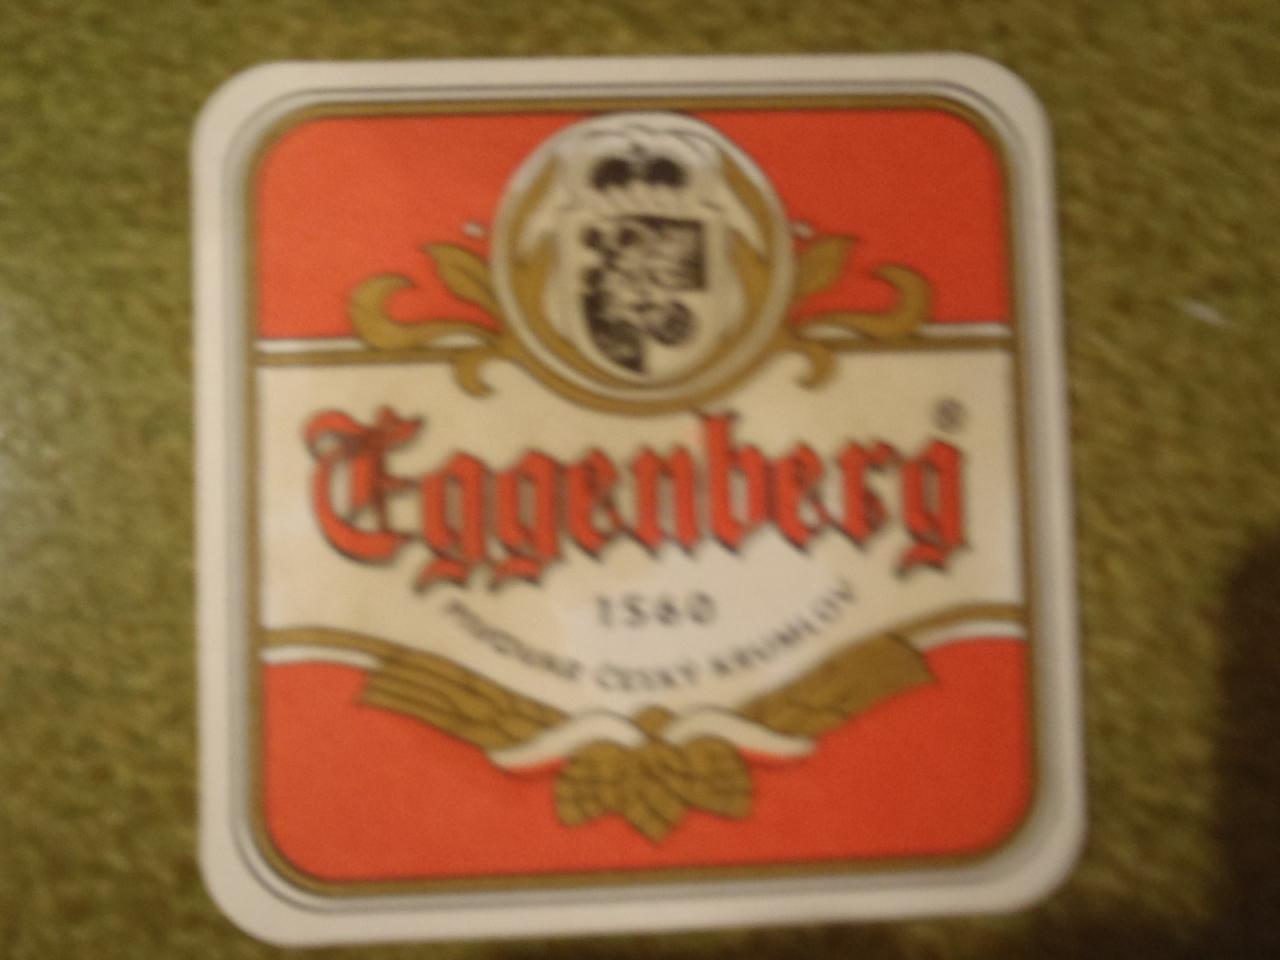 Eggenberg®
1560
PIVOVAR ČESKÝ KRUMLOV